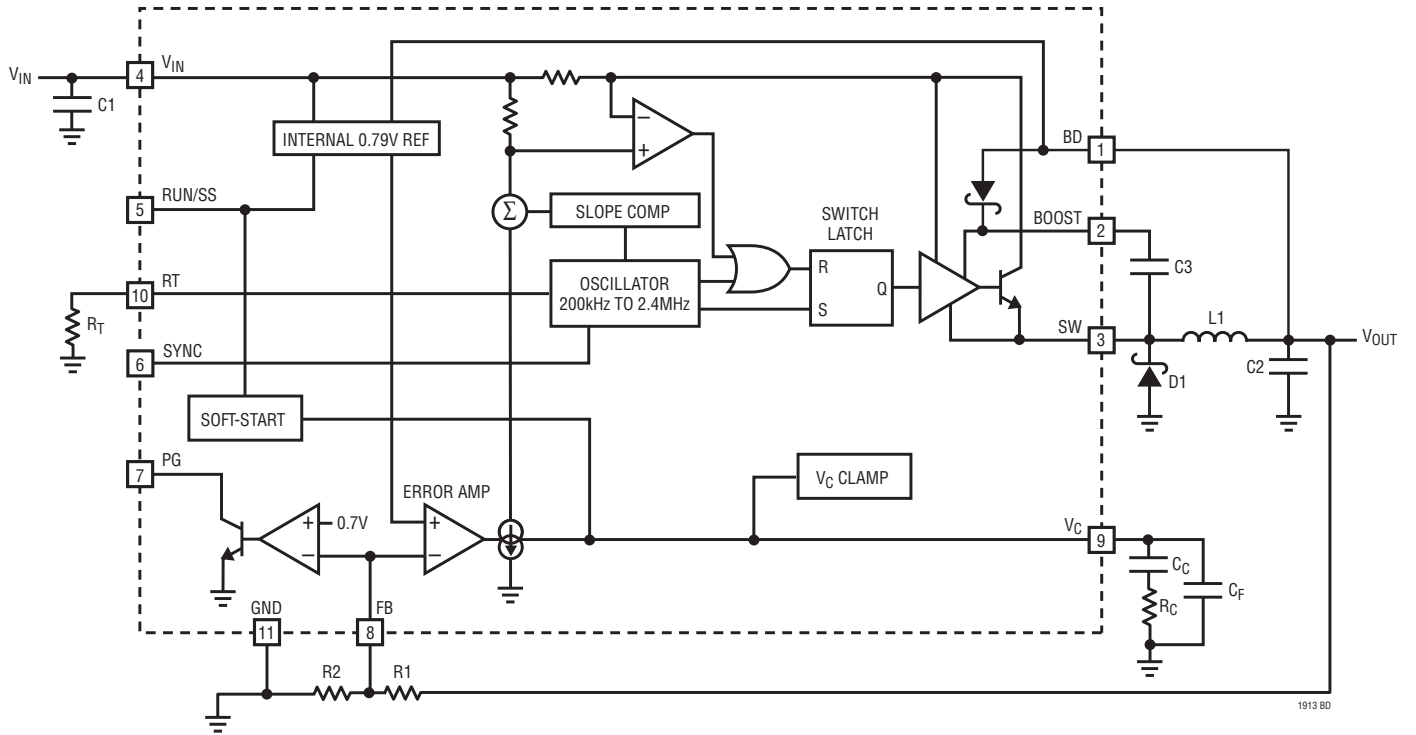 VIN
4
VIN
C1
INTERNAL 0.79V REF
−
+
BD
1
5
RUN/SS
Σ
SLOPE COMP
SWITCH
LATCH
BOOST
2
C3
10
RT
RT
OSCILLATOR
200kHz TO 2.4MHz
R
Q
S
SW
3
L1
VOUT
C2
D1
6
SYNC
SOFT-START
7
PG
ERROR AMP
VC CLAMP
+
0.7V
−
+
−
VC
9
CC
RC
CF
GND
11
FB
8
R2
R1
1913 BD